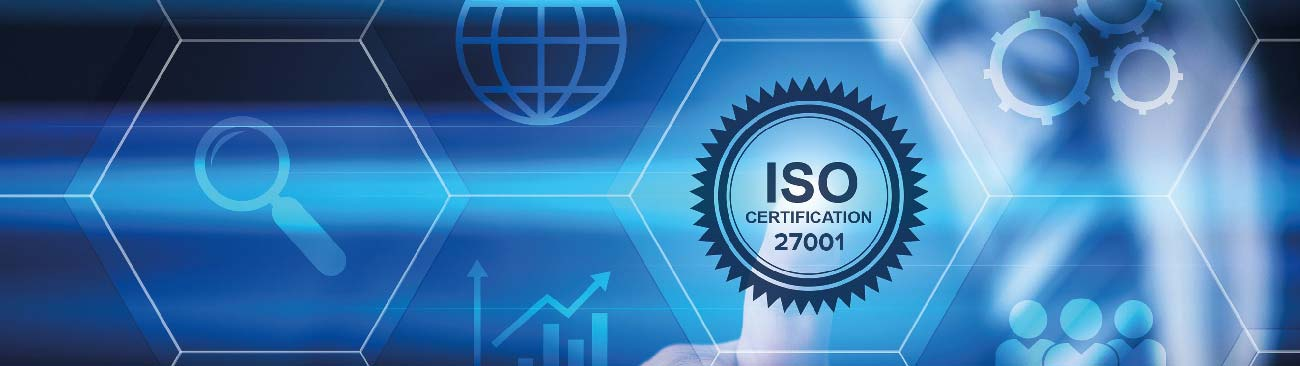 ISO
CERTIFICATION
27001